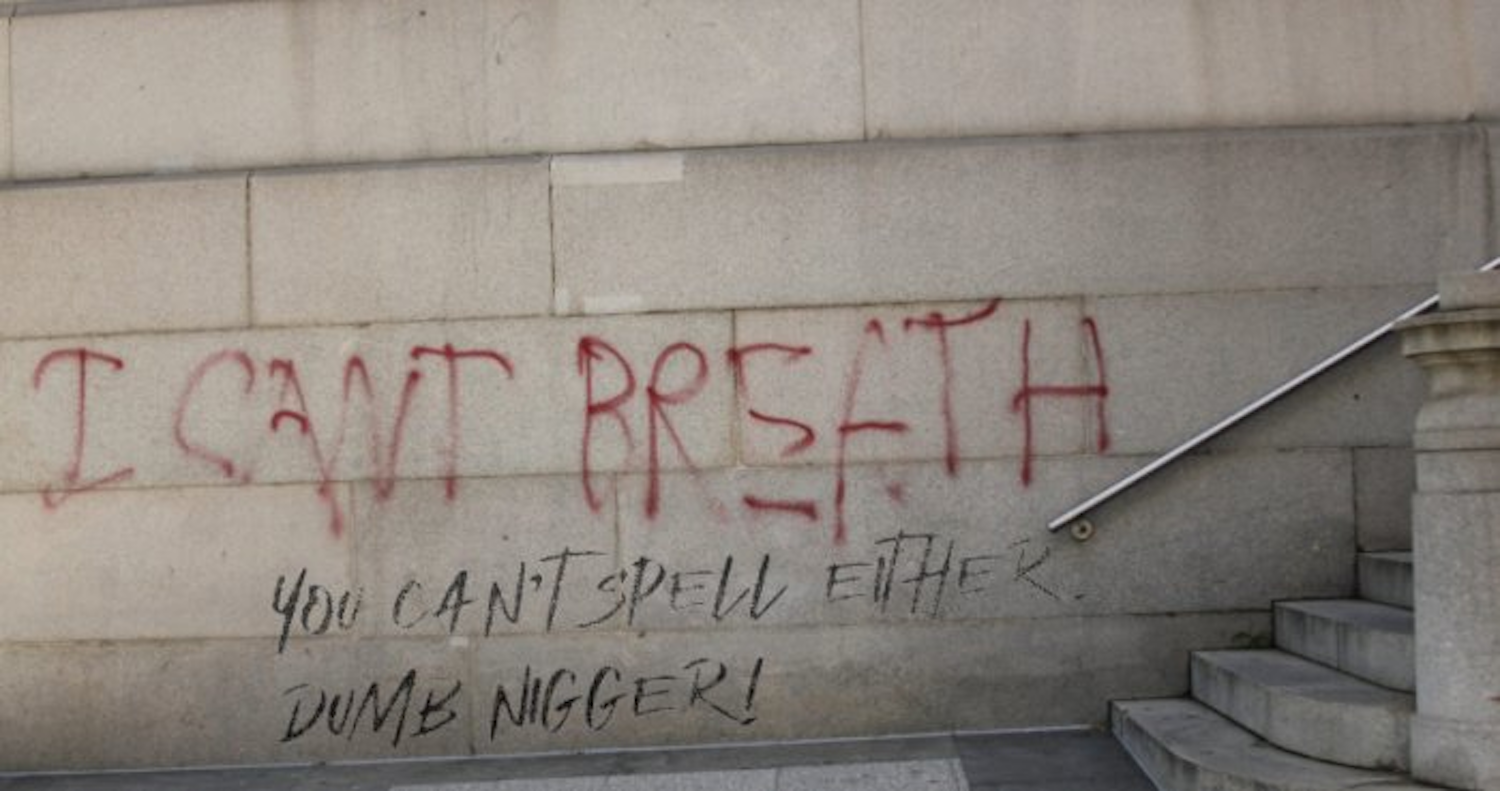 I CANT BREATH
YOU CAN'T SPELL EITHER.
DUMB NIGGER!